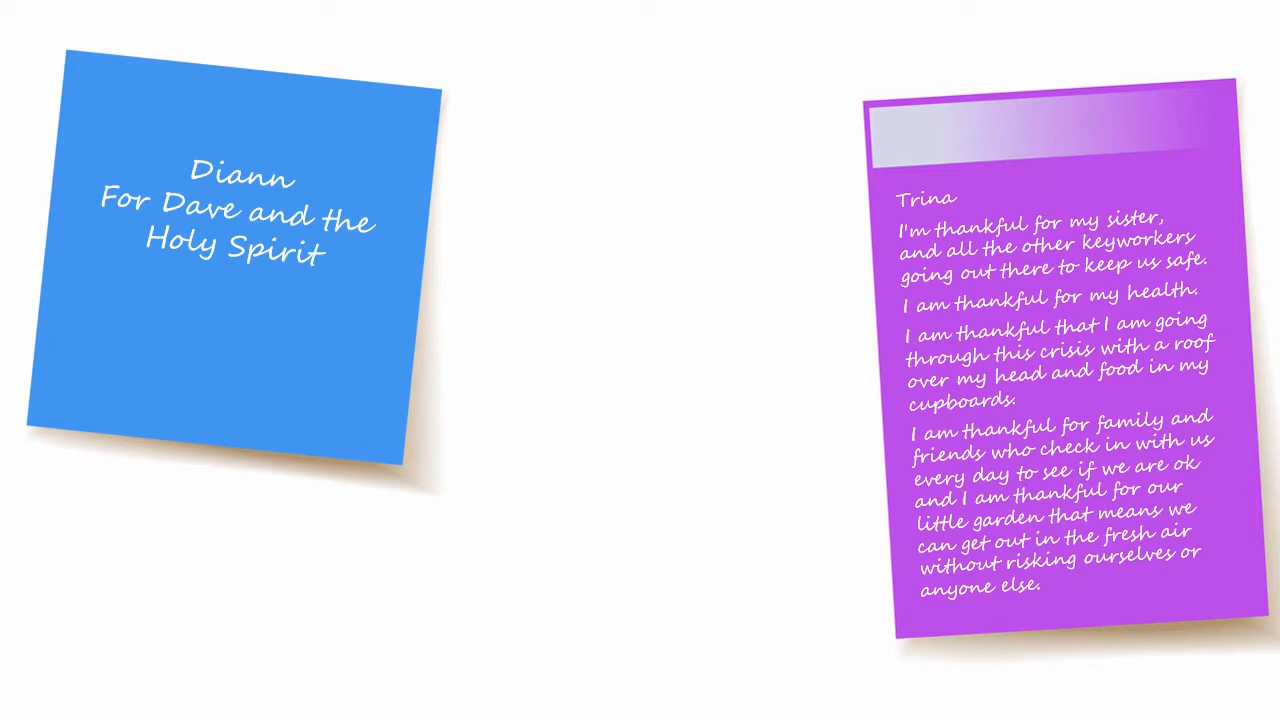 Diann
For Dave and the
Holy Spirit
Trina
I'm thankful for my sister,
and all the other keyworkers
going out there to keep us safe.
I am thankful for my health.
I am thankful that I am going
through this crisis with a roof
over my head and food in my
cupboards.
I am thankful for family and
friends who check in with us
every day to see if we are ok
and I am thankful for our
little garden that means we
can get out in the fresh air
without risking ourselves or
anyone else.